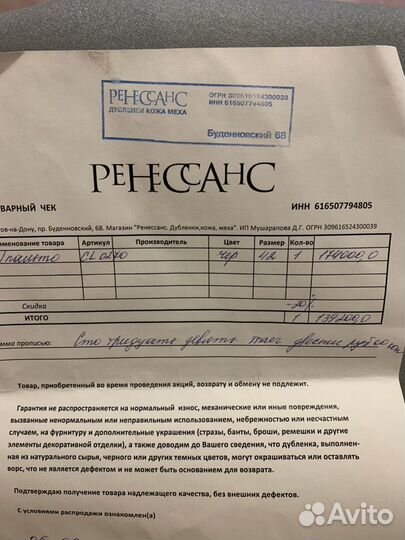 РЕНЕССАНС
ДУБЛЕНКИ КОЖА МЕХА
ОГРН 309616524300039
ИНН 616507794805
Буденновский 68
РЕНЕССАНС
ВАРНЫЙ ЧЕК
ИНН 616507794805
ов-на-Дону, пр. Буденновский, 68. Магазин "Ренессанс. Дубленки,кожа, меха". ИП Мушарапова Д.Г. ОГРН 309616524300039
именование товара Артикул Производитель Цвет Размер Кол-во
Пальто CL0270 чер 42 1 174000,0
Скидка -20%
ИТОГО 1 139200,0
мма прописью: Сто тридцать девять тысяч двести руб 00 коп
Товар, приобретенный во время проведения акций, возврату и обмену не подлежит.
Гарантия не распространяется на нормальный износ, механические или иные повреждения,
вызванные ненормальным или неправильным использованием, небрежностью или несчастным
случаем, на фурнитуру и дополнительные украшения (стразы, банты, броши, ремешки и другие
элементы декоративной отделки), а также доводим до Вашего сведения, что дубленка, выполнен-
ная из натурального сырья, черного или других темных цветов, могут окрашиваться или оставлять
ворс, что не является дефектом и не может быть основанием для возврата.
Подтверждаю получение товара надлежащего качества, без внешних дефектов.
С условиями распродажи ознакомлен(а)
Avito